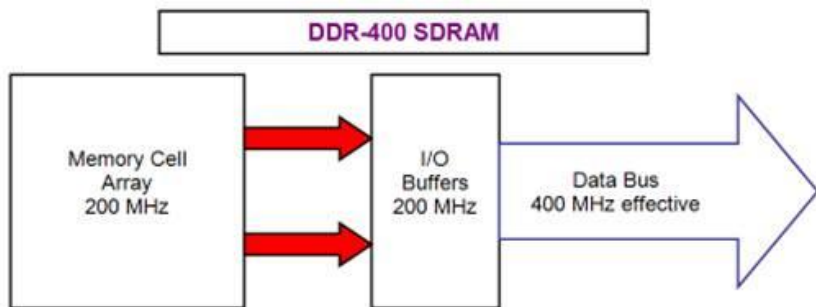 DDR-400 SDRAM
Memory Cell
Array
200 MHz
I/O
Buffers
200 MHz
Data Bus
400 MHz effective